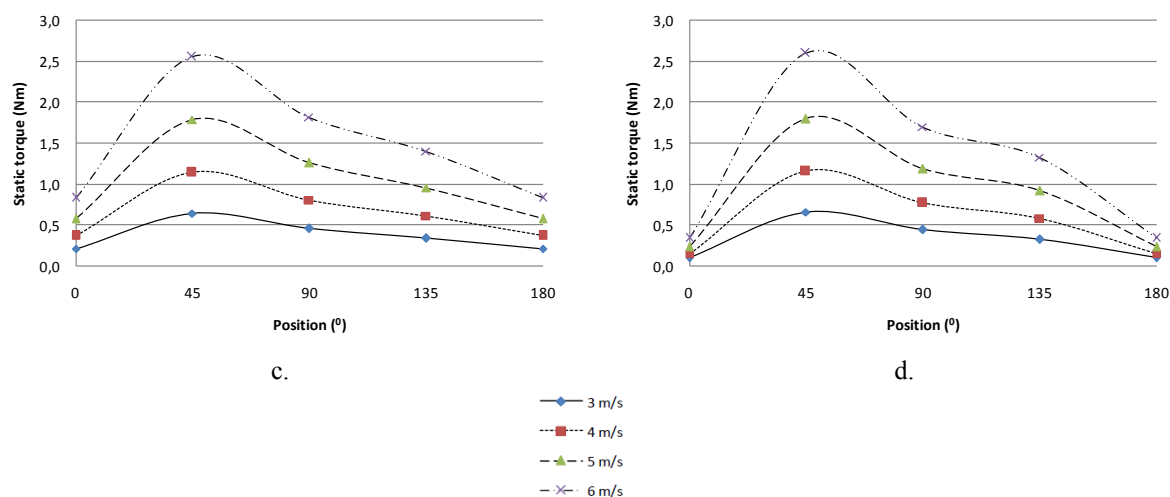 3,0
2,5
2,0
1,5
1,0
0,5
0,0
Static torque (Nm)
0 45 90 135 180
Position (⁰)
c.
3,0
2,5
2,0
1,5
1,0
0,5
0,0
Static torque (Nm)
0 45 90 135 180
Position (⁰)
d.
3 m/s
4 m/s
5 m/s
6 m/s